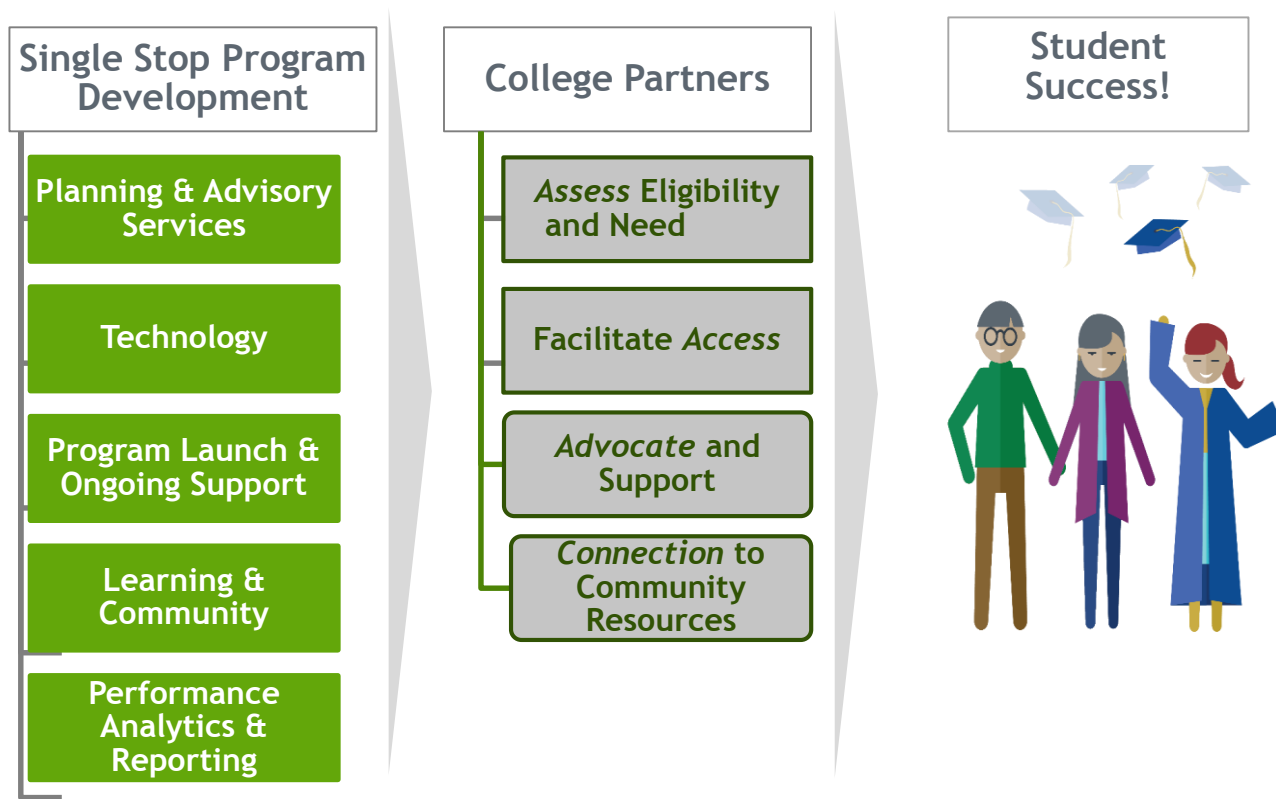 Single Stop Program
Development
Planning & Advisory
Services
Technology
Program Launch &
Ongoing Support
Learning &
Community
Performance
Analytics &
Reporting
College Partners
Assess Eligibility
and Need
Facilitate Access
Advocate and
Support
Connection to
Community
Resources
Student
Success!